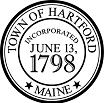 TOWN OF HARTFORD
INCORPORATED
JUNE 13,
1798
MAINE